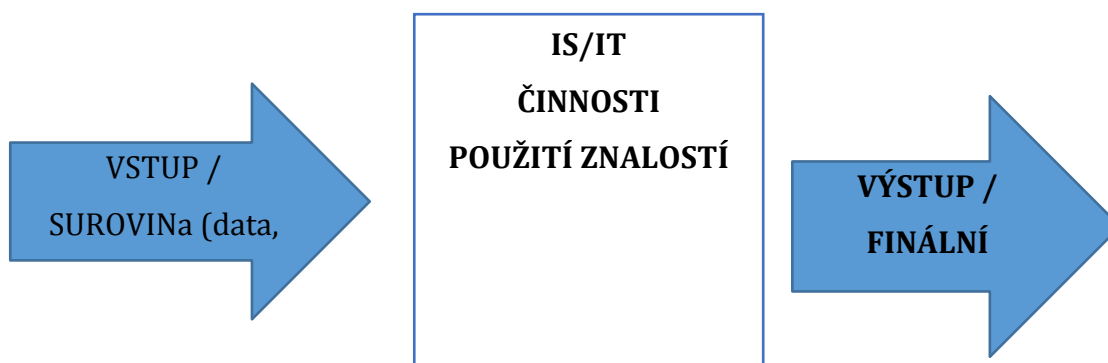 VSTUP /
SUROVINa (data,
IS/IT
ČINNOSTI
POUŽITÍ ZNALOSTÍ
VÝSTUP /
FINÁLNÍ